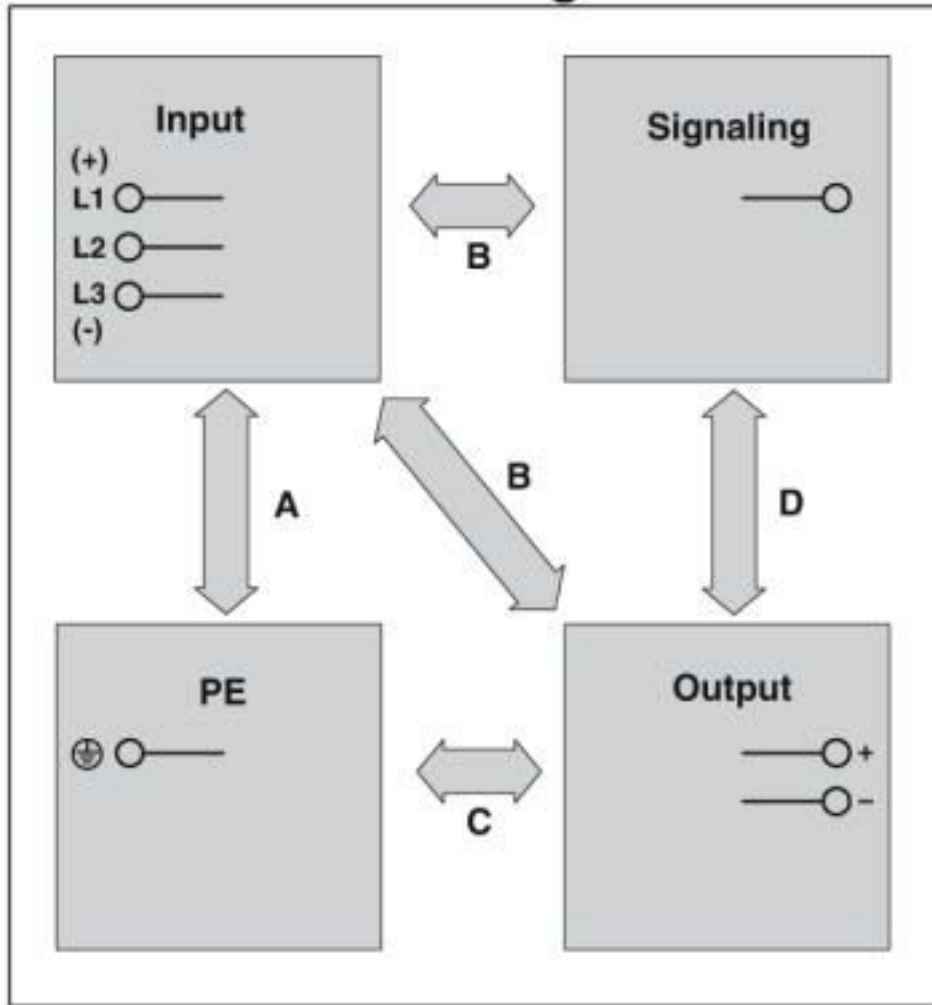 Input
(+)
L1
L2
L3
(-)
Signaling
B
A
B
D
PE
Output
+
–
C